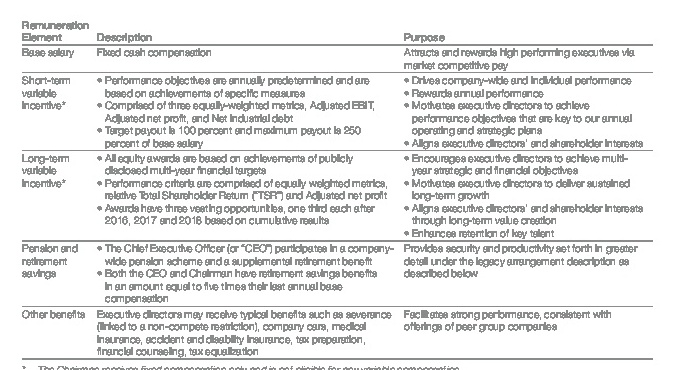 Remuneration
Element Description Purpose
Base salary Fixed cash compensation Attracts and rewards high performing executives via
market competitive pay
Short-term • Performance objectives are annually predetermined and are • Drives company-wide and individual performance
variable based on achievements of specific measures • Rewards annual performance
incentive* • Comprised of three equally-weighted metrics, Adjusted EBIT, • Motivates executive directors to achieve
Adjusted net profit, and Net industrial debt performance objectives that are key to our annual
• Target payout is 100 percent and maximum payout is 250 operating and strategic plans
percent of base salary • Aligns executive directors' and shareholder interests
Long-term • All equity awards are based on achievements of publicly • Encourages executive directors to achieve multi-
variable disclosed multi-year financial targets year strategic and financial objectives
incentive* • Performance criteria are comprised of equally weighted metrics, • Motivates executive directors to deliver sustained
relative Total Shareholder Return ("TSR") and Adjusted net profit long-term growth
• Awards have three vesting opportunities, one third each after • Aligns executive directors' and shareholder interests
2016, 2017 and 2018 based on cumulative results through long-term value creation
• Enhances retention of key talent
Pension and • The Chief Executive Officer (or "CEO") participates in a company- Provides security and productivity set forth in greater
retirement wide pension scheme and a supplemental retirement benefit detail under the legacy arrangement description as
savings • Both the CEO and Chairman have retirement savings benefits described below
in an amount equal to five times their last annual base
compensation
Other benefits Executive directors may receive typical benefits such as severance Facilitates strong performance, consistent with
(linked to a non-compete restriction), company cars, medical offerings of peer group companies
insurance, accident and disability insurance, tax preparation,
financial counseling, tax equalization
* The Chairman receives fixed compensation only and is not eligible for any variable compensation.